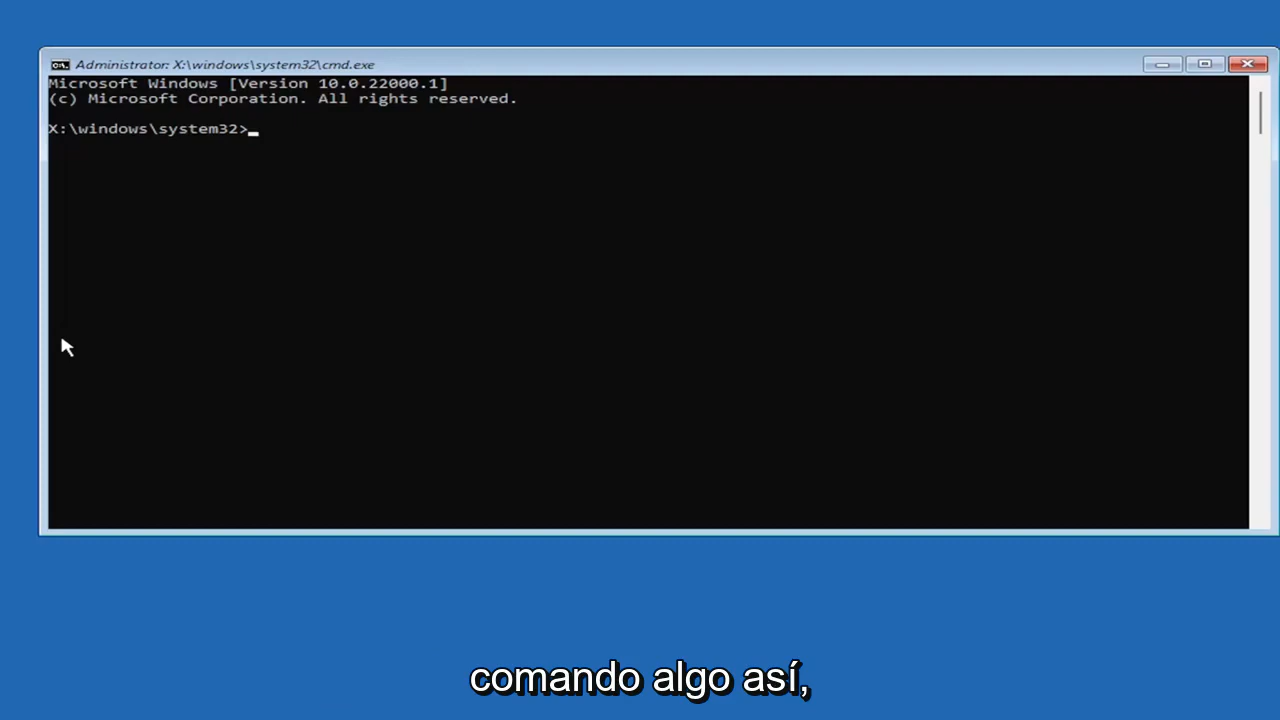 Administrator: X:\windows\system32\cmd.exe
Microsoft Windows [Version 10.0.22000.1]
(c) Microsoft Corporation. All rights reserved.
X:\windows\system32>_
comando algo así,